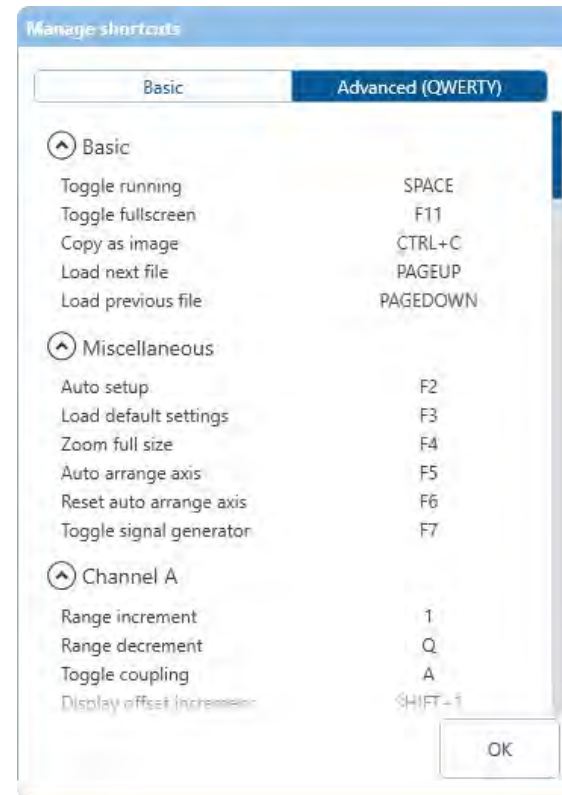 Manage shortcuts
Basic Advanced (QWERTY)
Basic
Toggle running SPACE
Toggle fullscreen F11
Copy as image CTRL+C
Load next file PAGEUP
Load previous file PAGEDOWN
Miscellaneous
Auto setup F2
Load default settings F3
Zoom full size F4
Auto arrange axis F5
Reset auto arrange axis F6
Toggle signal generator F7
Channel A
Range increment 1
Range decrement Q
Toggle coupling A
Display offset increment SHIFT+1
OK